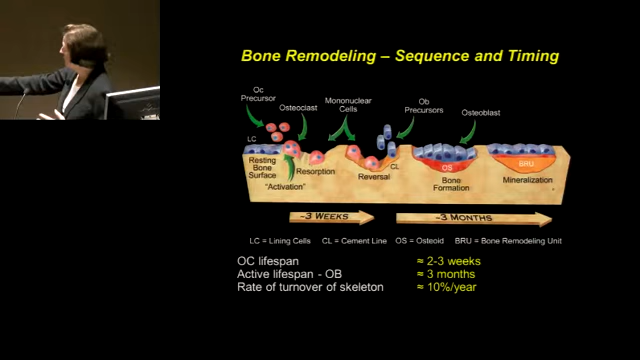 Bone Remodeling – Sequence and Timing
Oc
Precursor
Osteoclast
Mononuclear
Cells
Ob
Precursors
Osteoblast
LC
Resting
Bone
Surface
"Activation"
Resorption
Reversal
CL
OS
Bone
Formation
BRU
Mineralization
~3 WEEKS
~3 MONTHS
LC = Lining Cells
CL = Cement Line
OS = Osteoid
BRU = Bone Remodeling Unit
OC lifespan ≈ 2-3 weeks
Active lifespan - OB ≈ 3 months
Rate of turnover of skeleton ≈ 10%/year